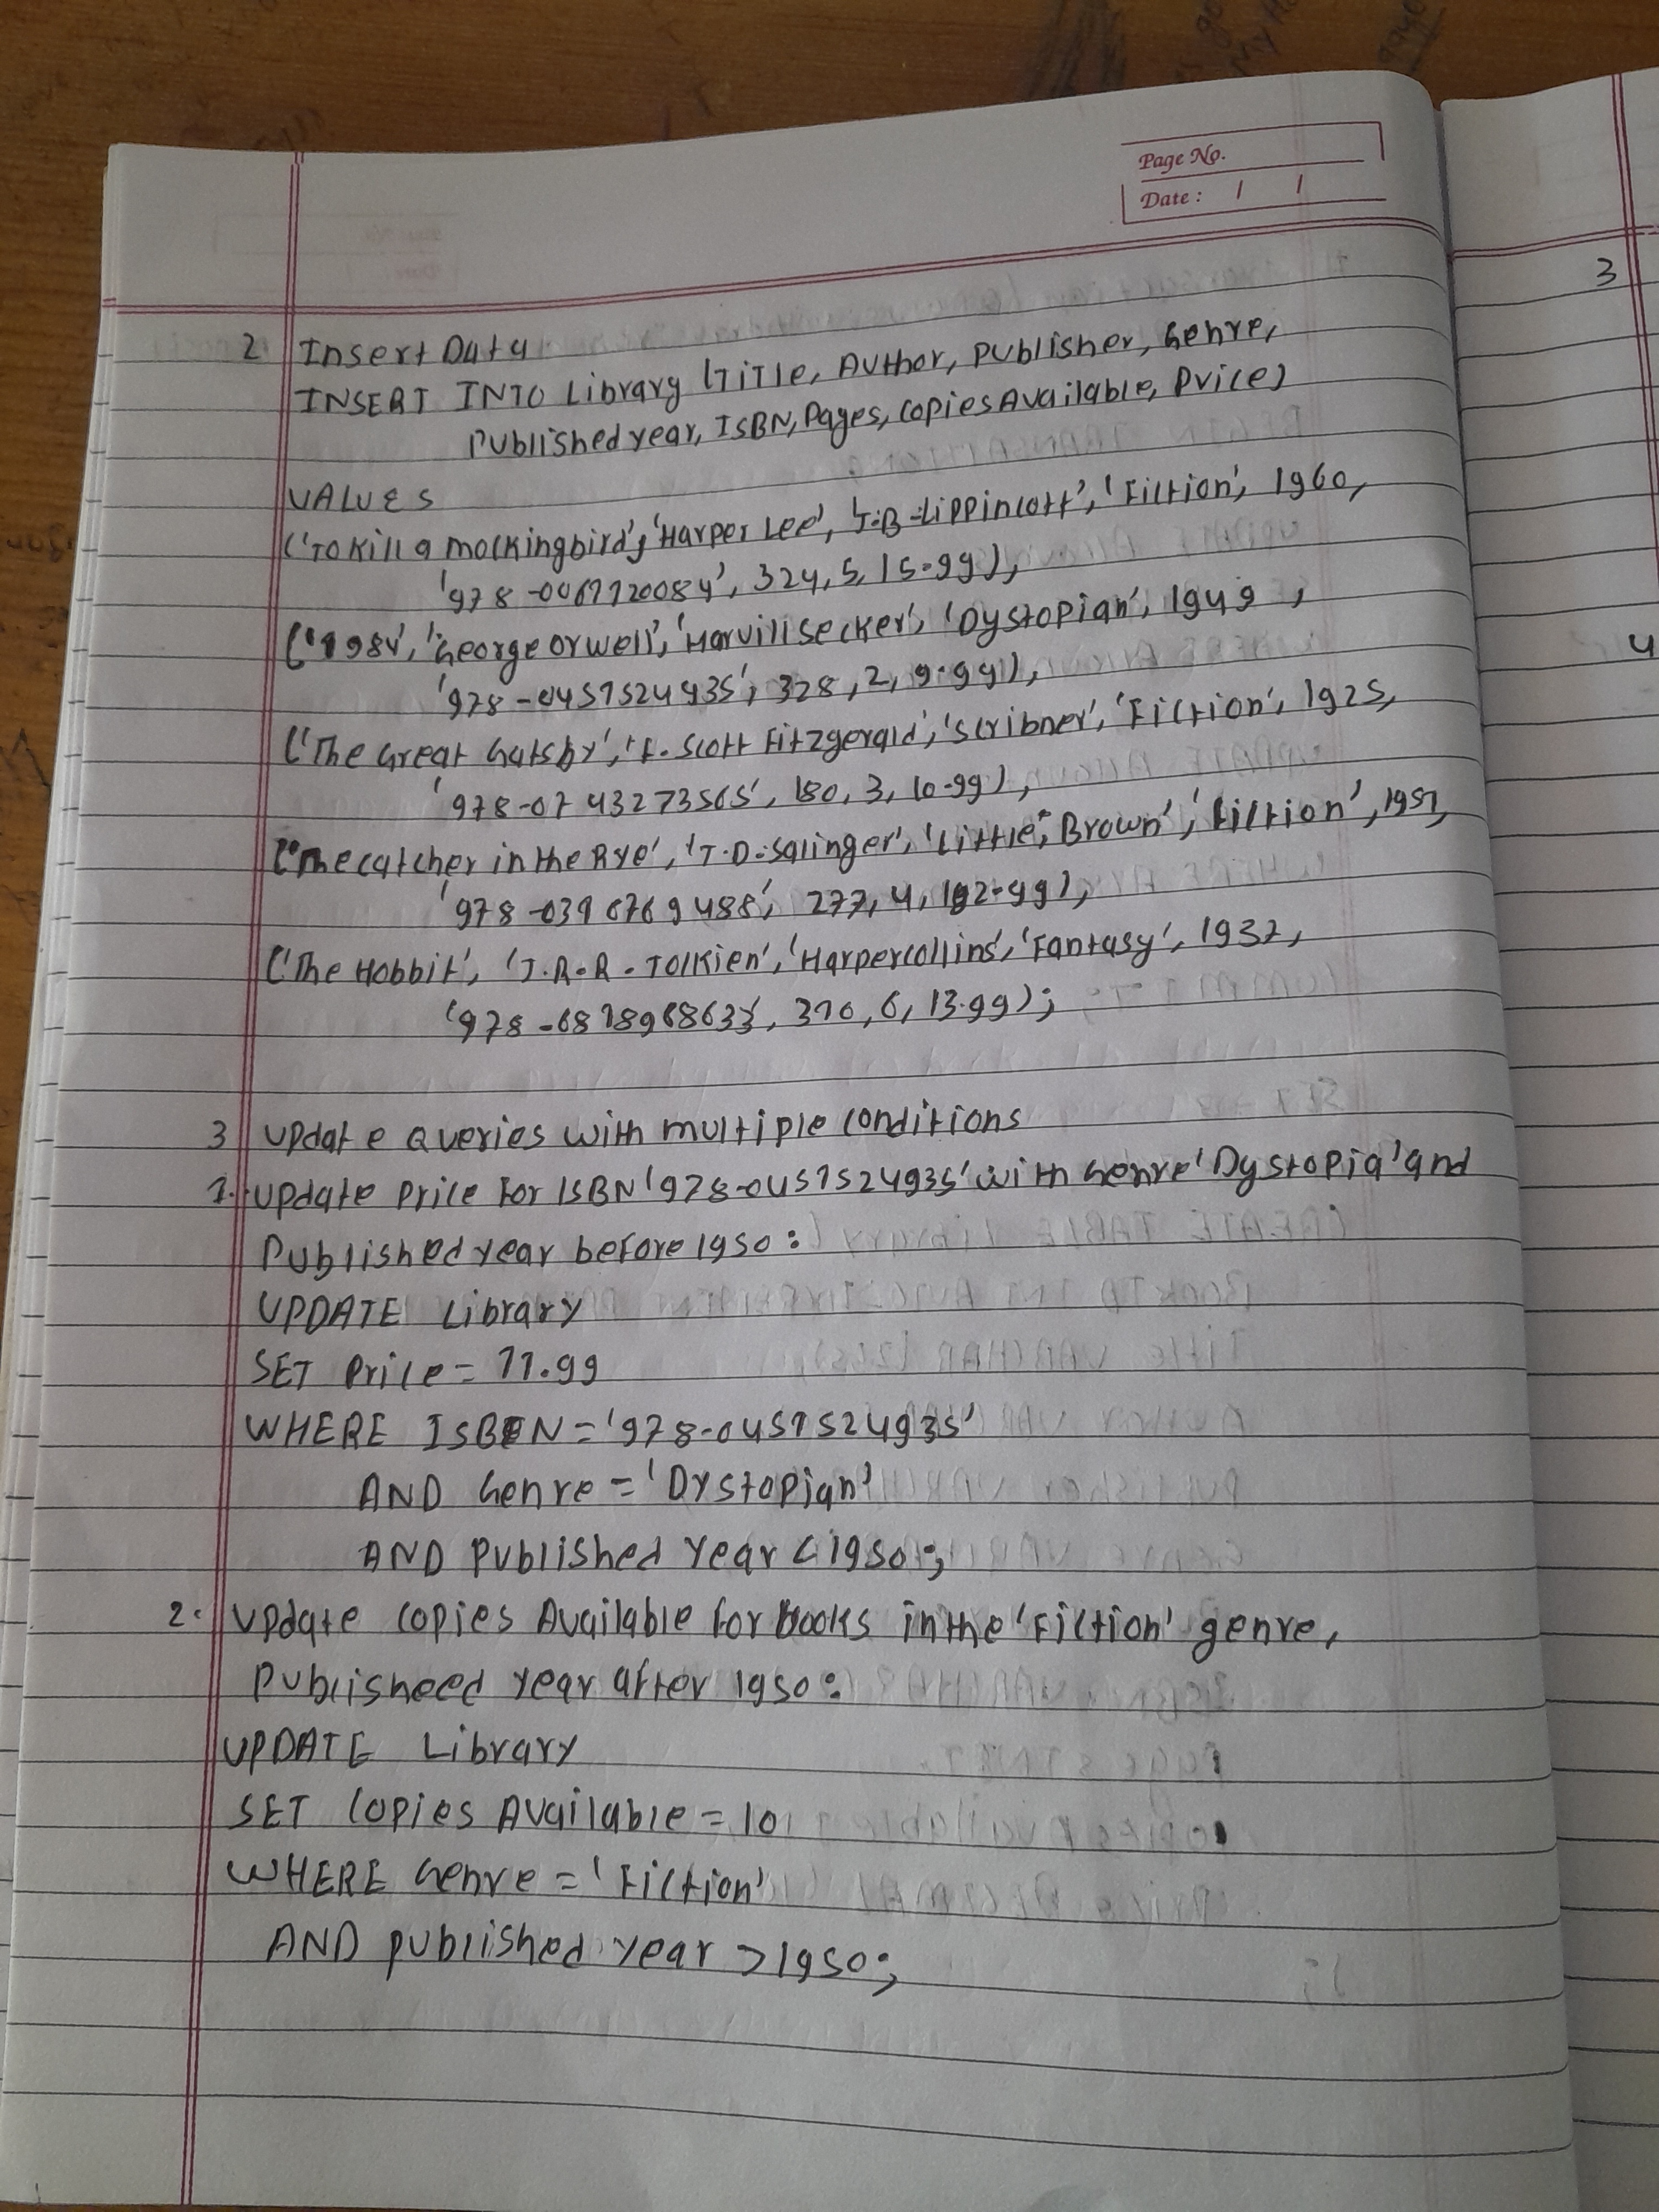 Page No.
Date: / /
3
2 Insert Data
INSERT INTO Library (Title, Author, Publisher, Genre,
Published year, ISBN, Pages, copiesAvailable, Price)
VALUES
('To Kill a mockingbird', 'Harper Lee', 'J.B-Lippincott', 'Fiction', 1960,
'978-0061120084', 324, 5, 15.99),
('1984', 'George orwell', 'Harvill secker', 'Dystopian', 1949,
'978-0451524935', 328, 2, 9.99),
4
('The Great Gatsby', 'F. Scott Fitzgerald', 'scribner', 'Fiction', 1925,
'978-0743273565', 180, 3, 10.99),
('The catcher in the Rye', 'J.D.salinger', 'Little, Brown', 'Fiction', 1951,
'978-0316769488', 277, 4, 12.99),
('The Hobbit', 'J.R.R. Tolkien', 'Harpercollins', 'Fantasy', 1937,
310, 6, 13.99);
3 update queries with multiple conditions
1. update price for ISBN '978-0451524935' with Genre 'Dystopia' and
Published year before 1950:
UPDATE Library
SET Price = 11.99
WHERE ISBN = '978-0451524935'
AND Genre = 'Dystopian'
AND Published Year < 1950;
2. update copies Available for books in the 'Fiction' genre,
publisheed year after 1950:
UPDATE Library
SET Copies Available = 10
WHERE Genre = 'Fiction'
AND published year > 1950;